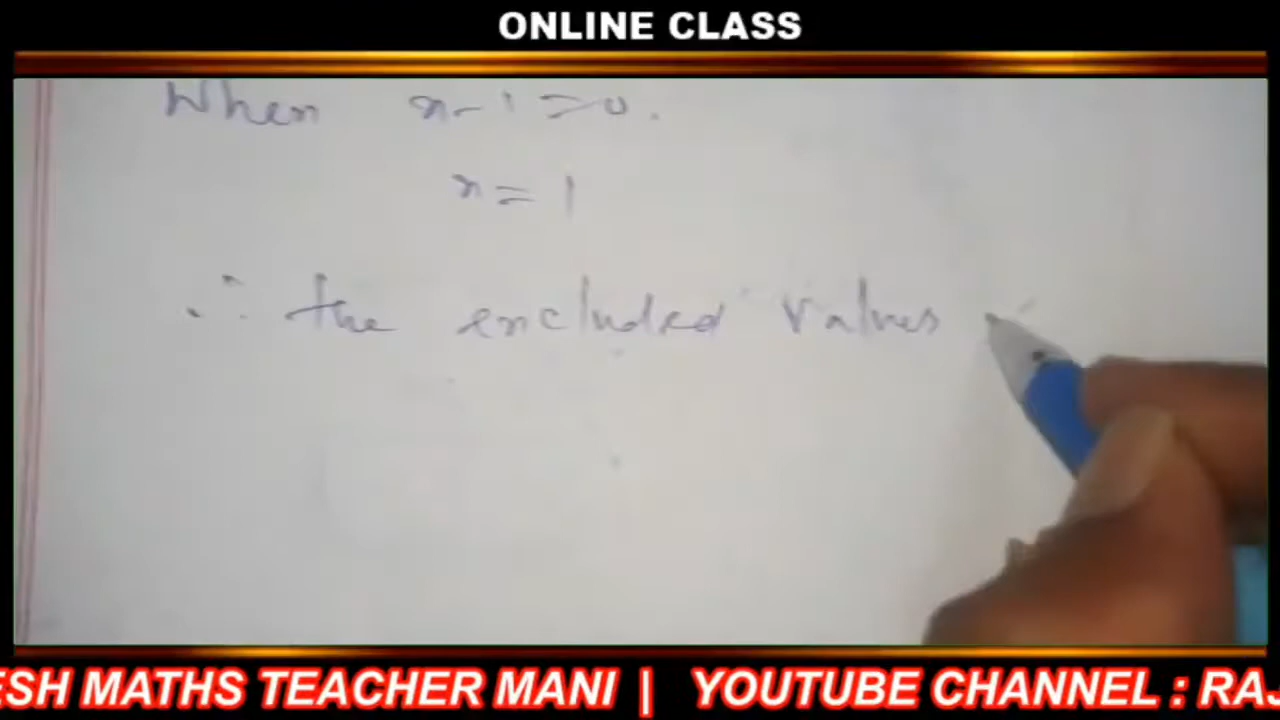 ONLINE CLASS
When x-1=0.
x=1
∴ the excluded values
ESH MATHS TEACHER MANI | YOUTUBE CHANNEL : RAJ